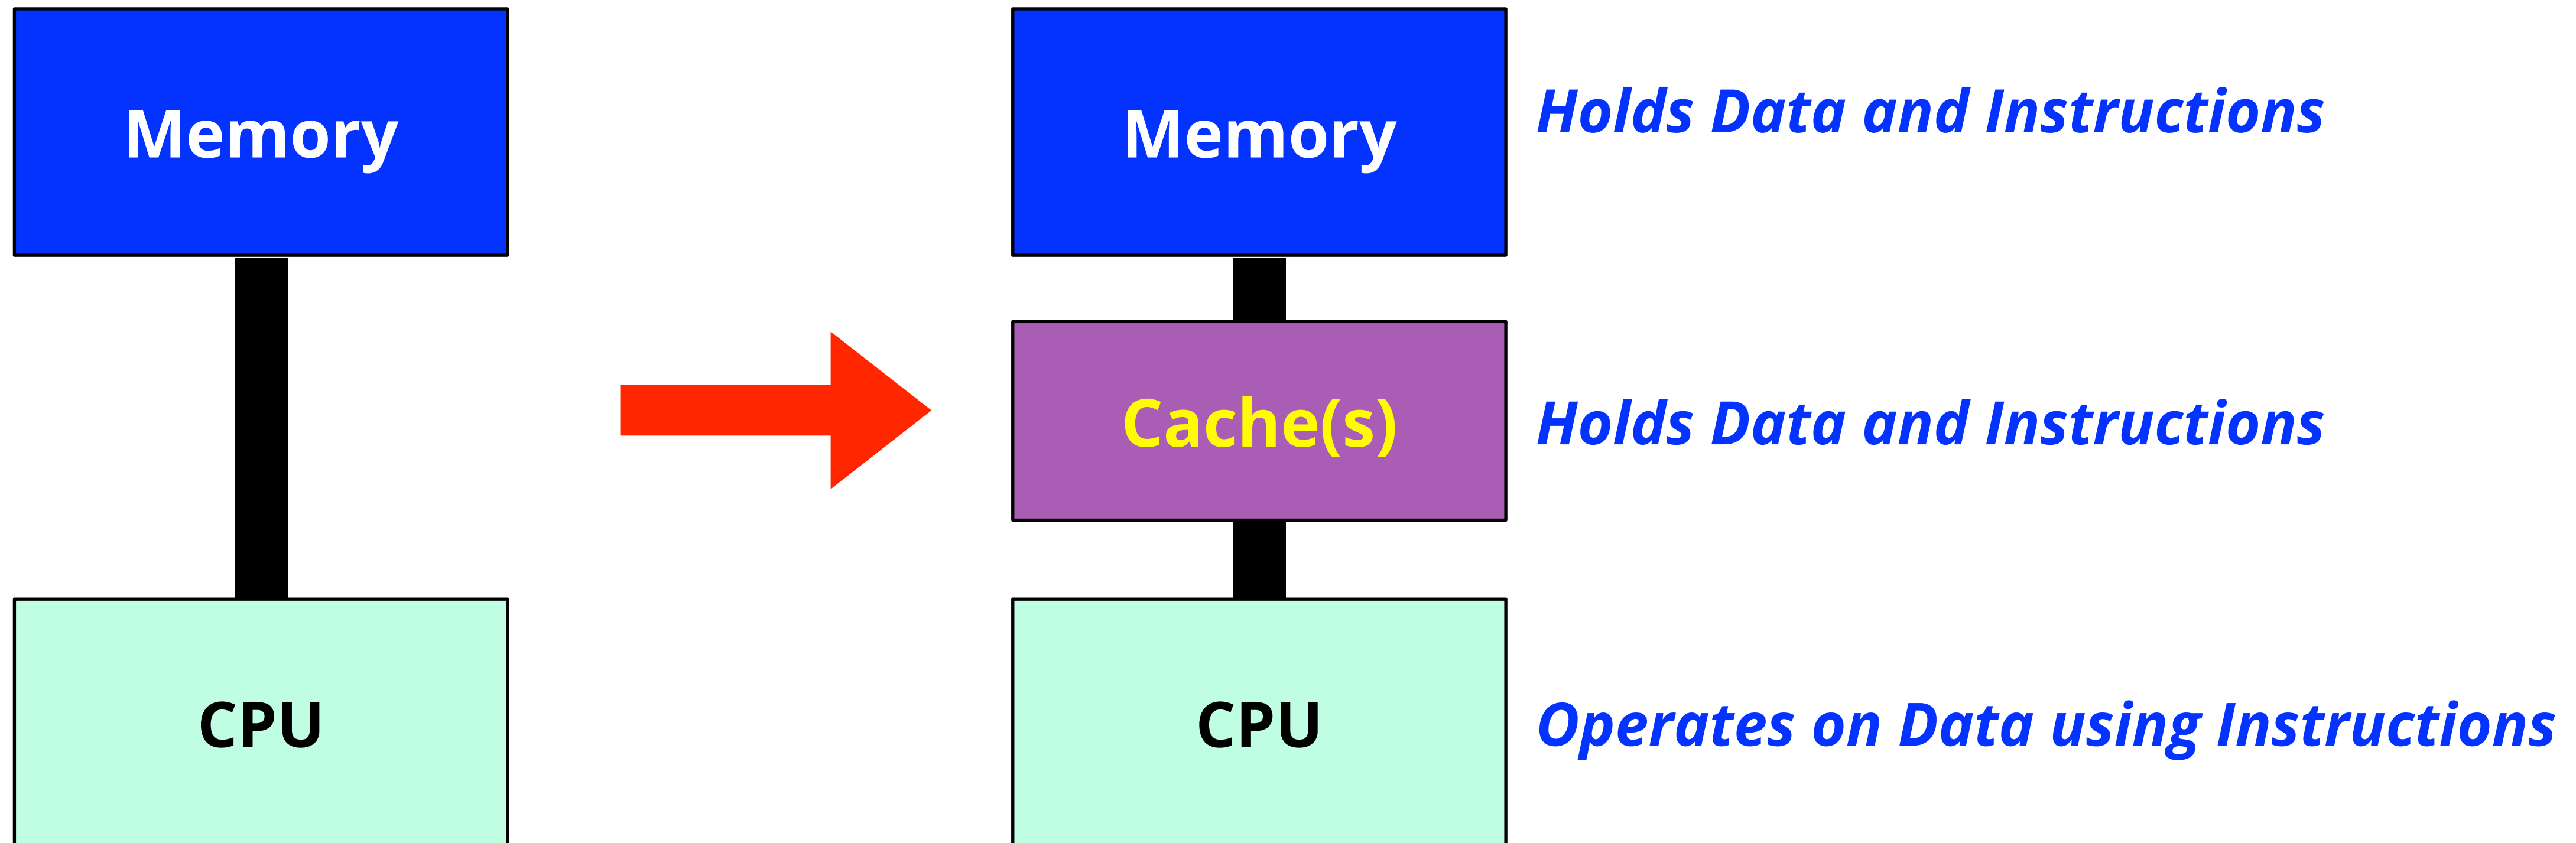 Memory
Memory
Holds Data and Instructions
Cache(s)
Holds Data and Instructions
CPU
CPU
Operates on Data using Instructions